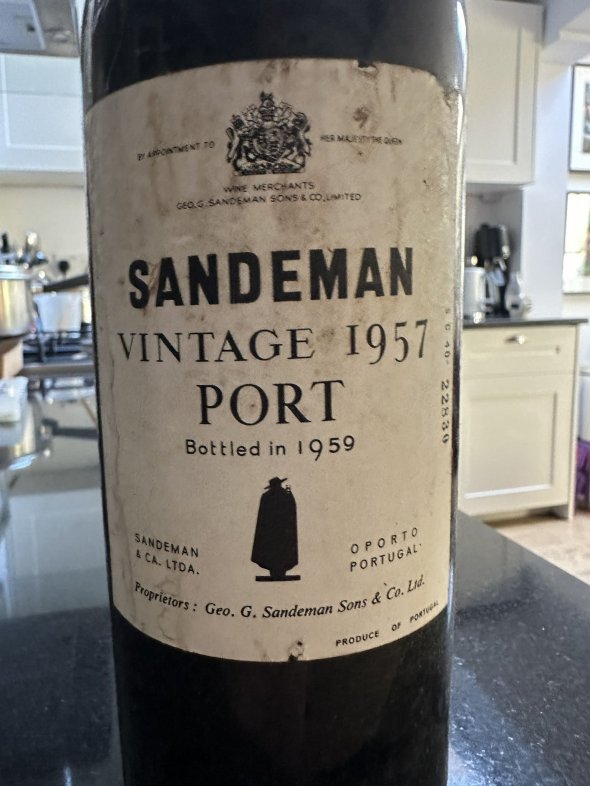 BY APPOINTMENT TO HER MAJESTY THE QUEEN
WINE MERCHANTS
GEO. G. SANDEMAN SONS & CO, LIMITED
SANDEMAN
VINTAGE 1957
PORT
Bottled in 1959
SANDEMAN
& CA. LTDA.
OPORTO
PORTUGAL
Proprietors : Geo. G. Sandeman Sons & Co. Ltd.
PRODUCE OF PORTUGAL